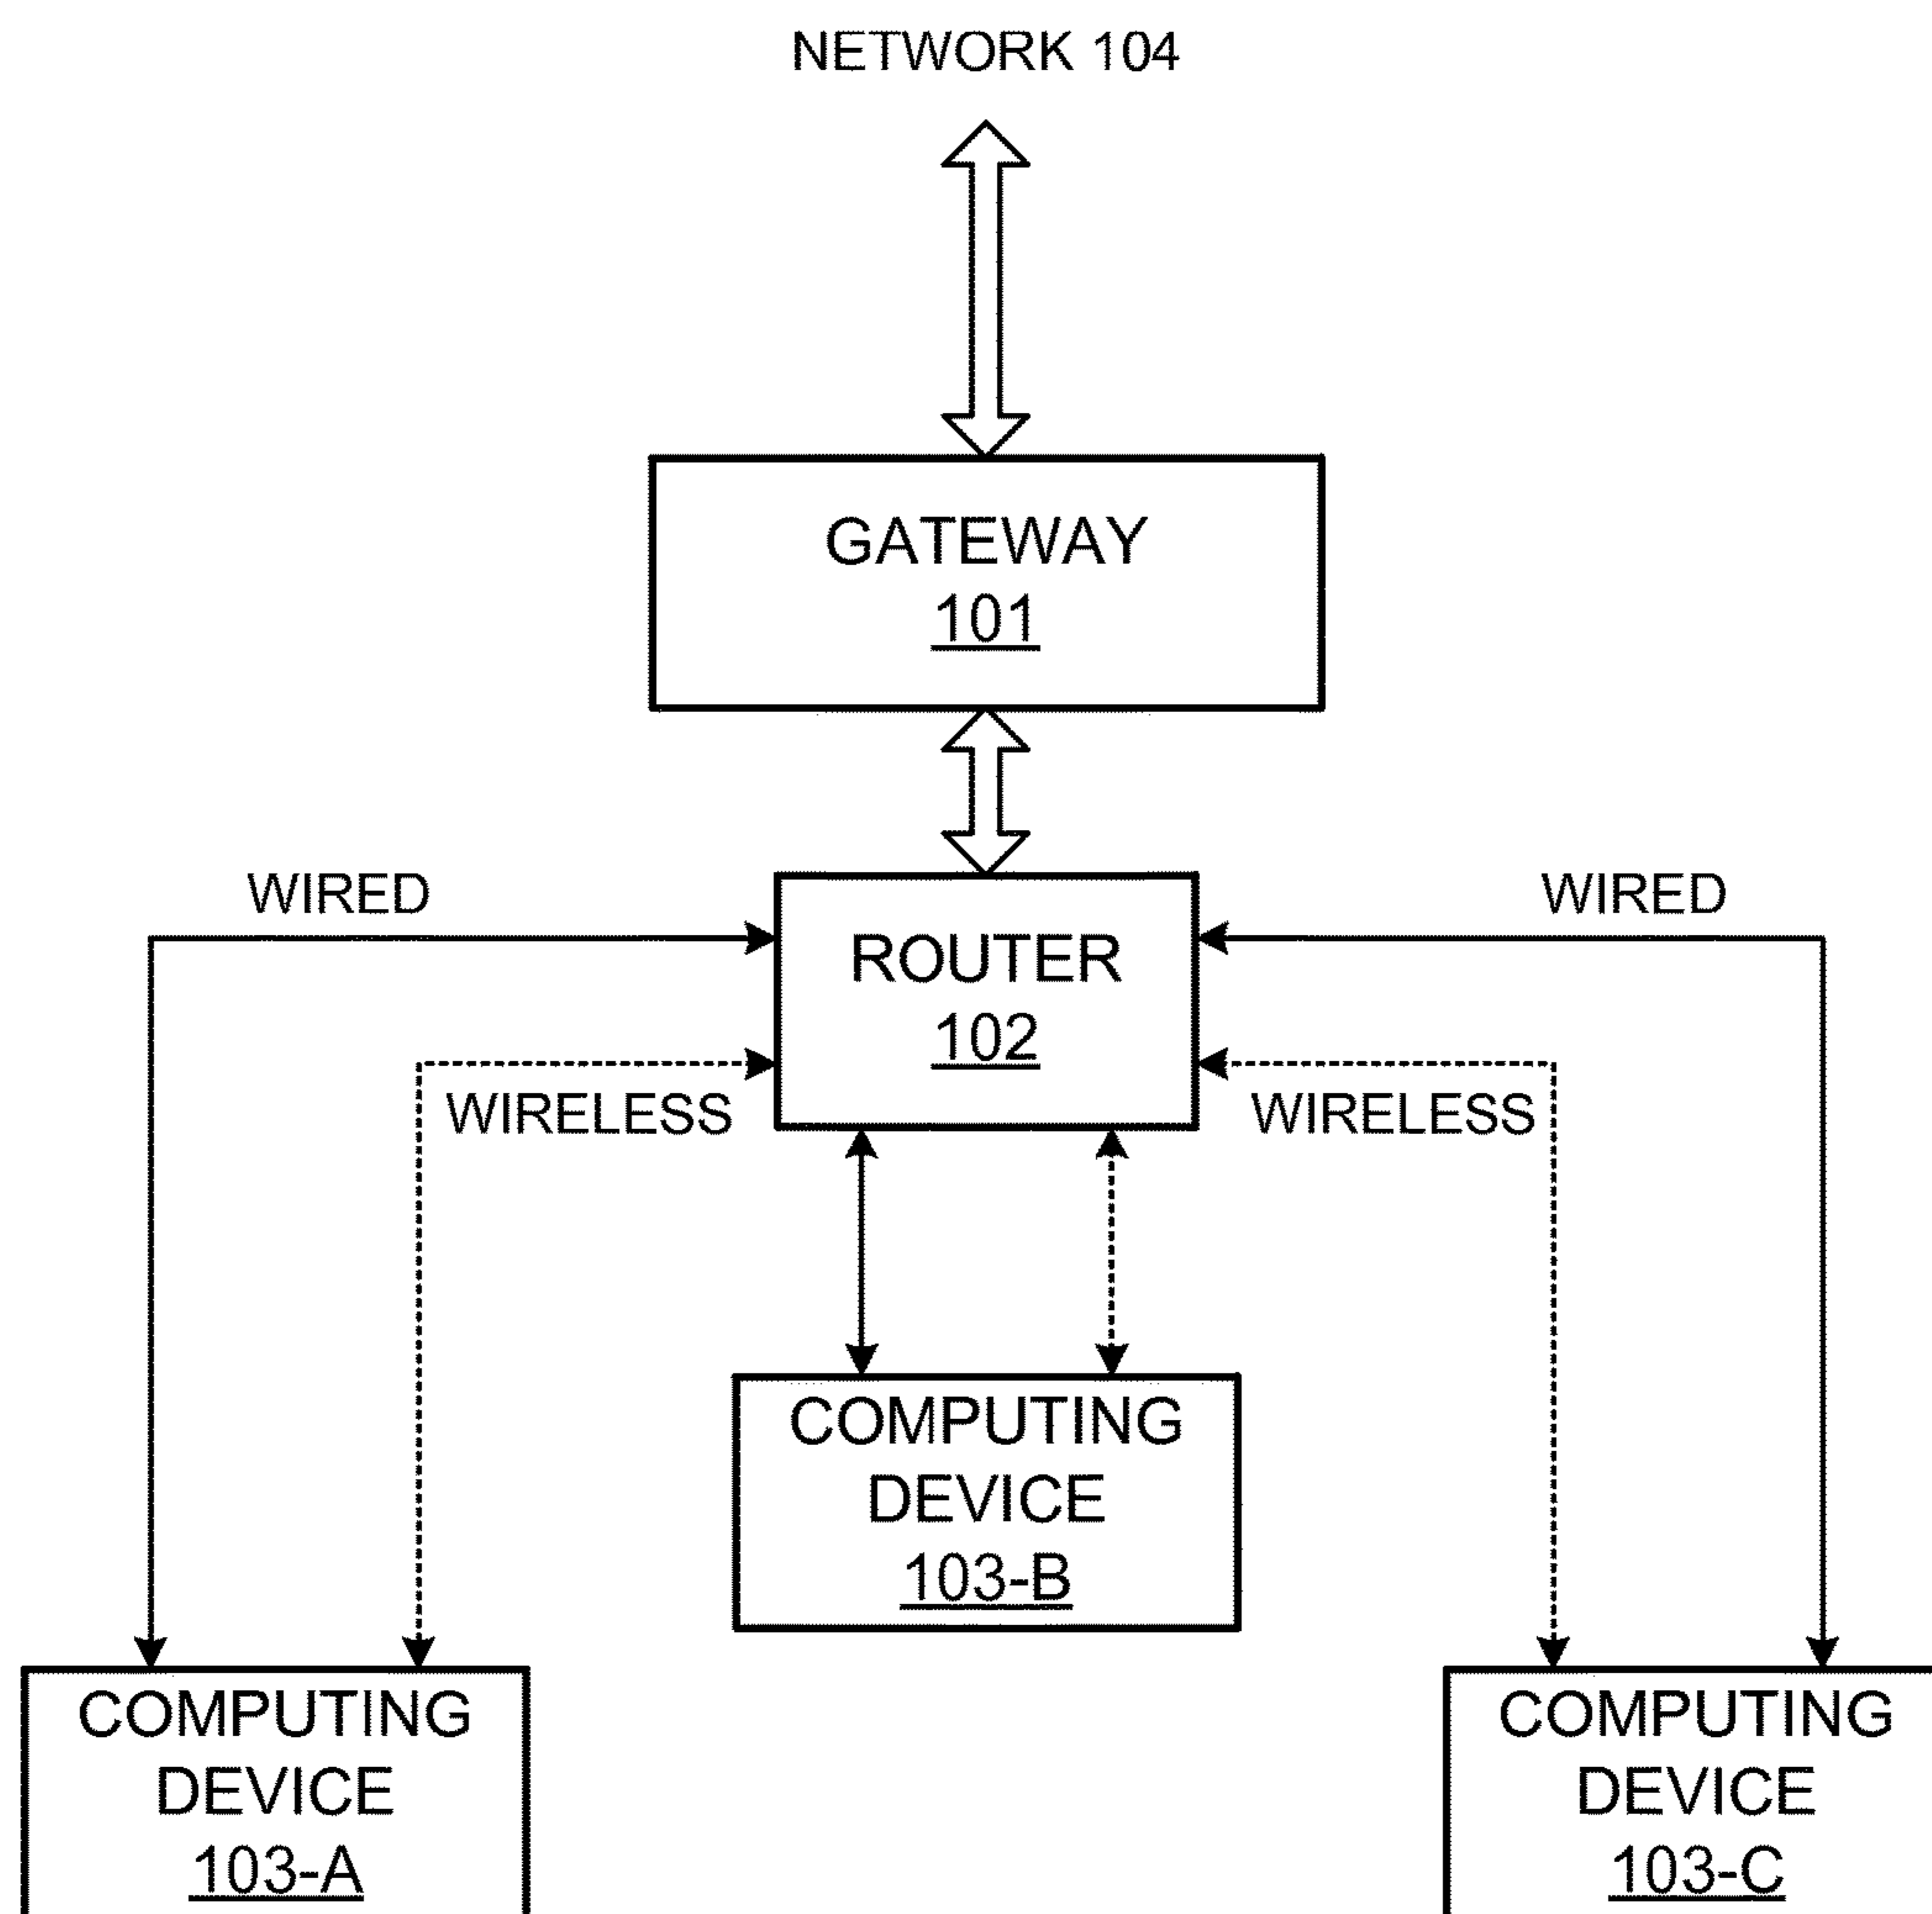 NETWORK 104
GATEWAY
101
WIRED
WIRED
ROUTER
102
WIRELESS
WIRELESS
COMPUTING
DEVICE
103-B
COMPUTING
DEVICE
103-A
COMPUTING
DEVICE
103-C